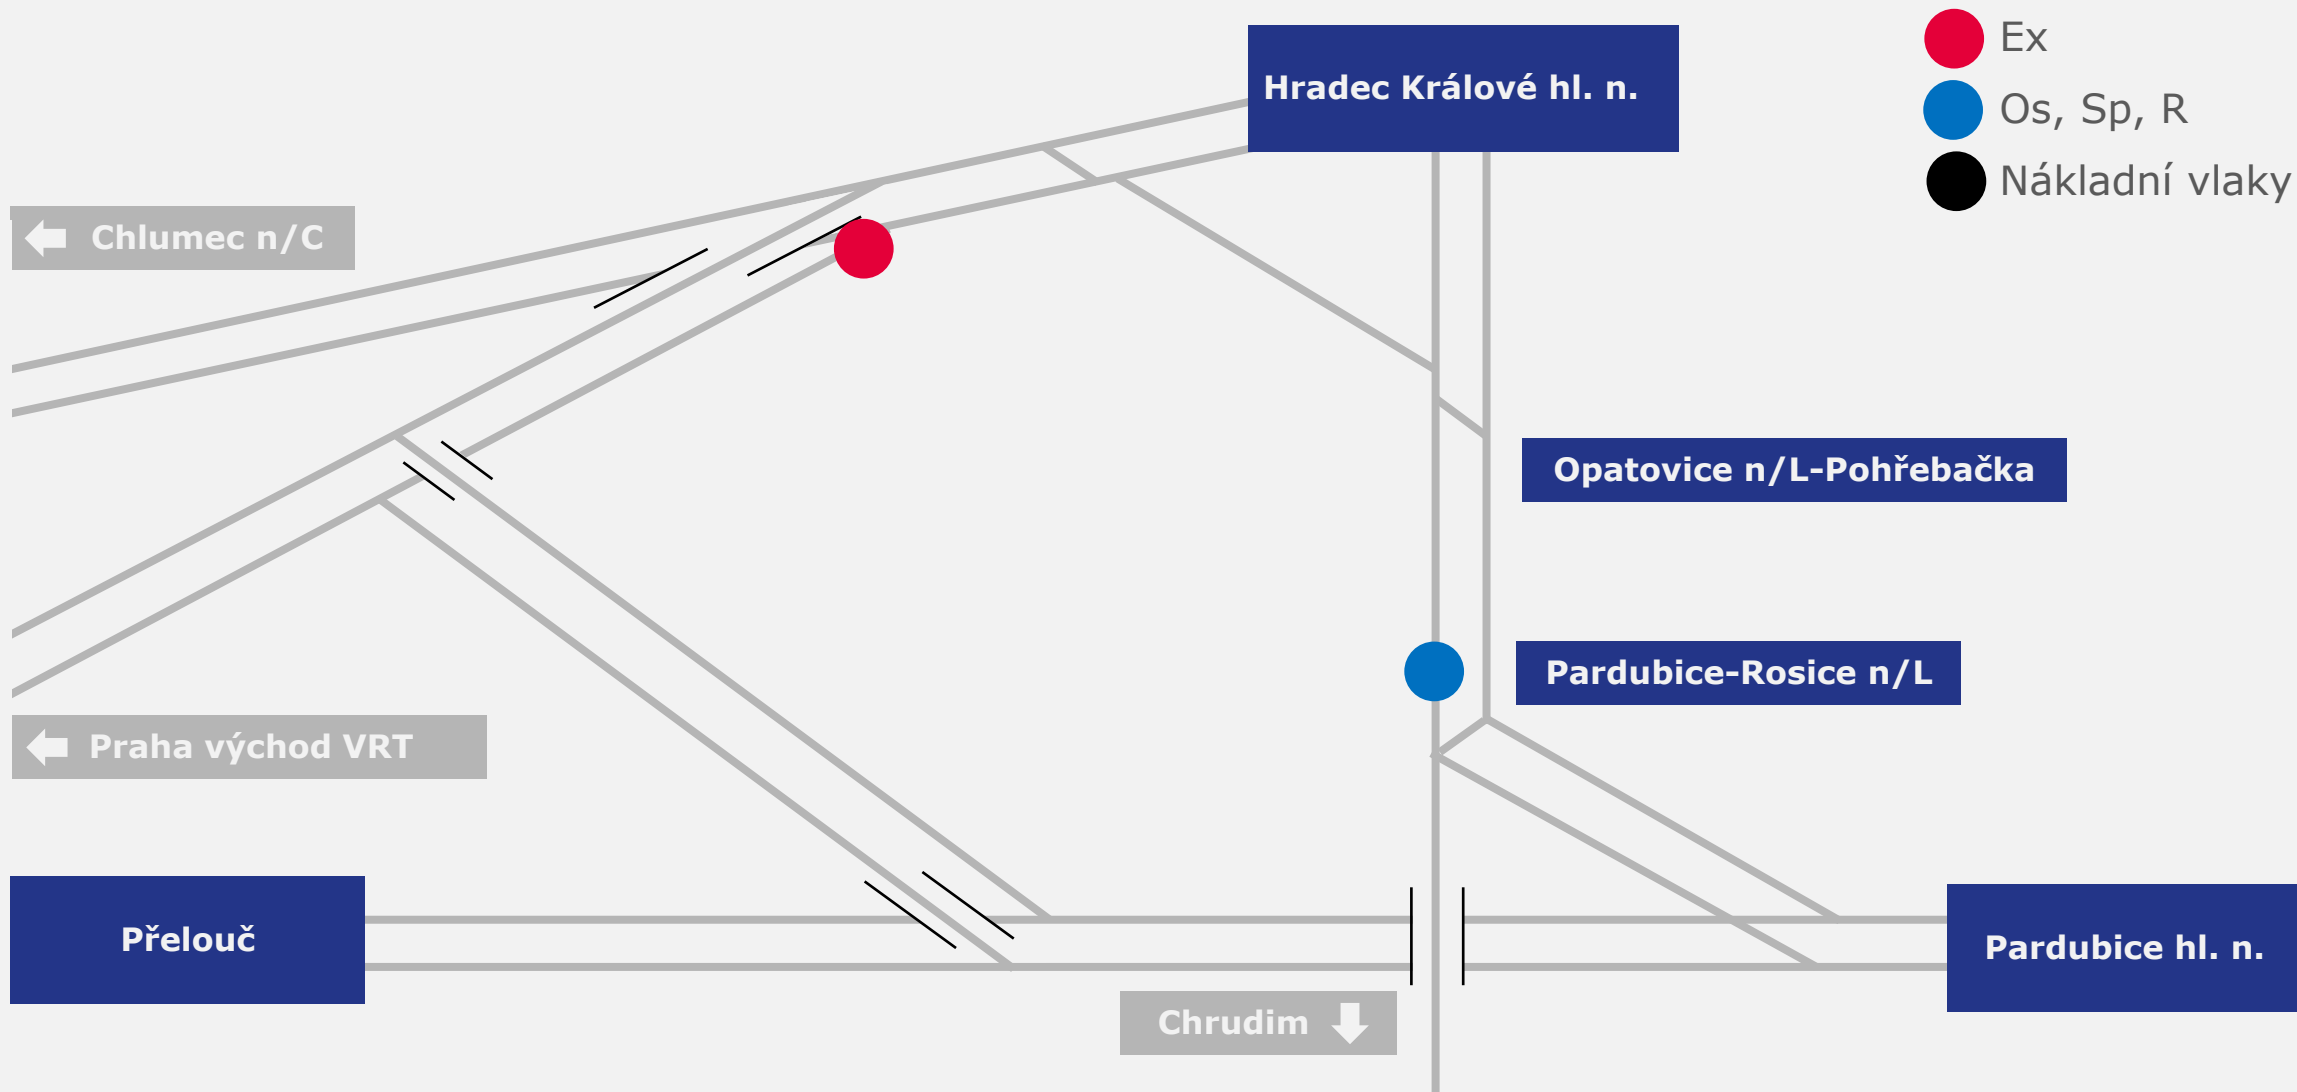 Hradec Králové hl. n.
Ex
Os, Sp, R
Nákladní vlaky
Chlumec n/C
Opatovice n/L-Pohřebačka
Pardubice-Rosice n/L
Praha východ VRT
Přelouč
Pardubice hl. n.
Chrudim